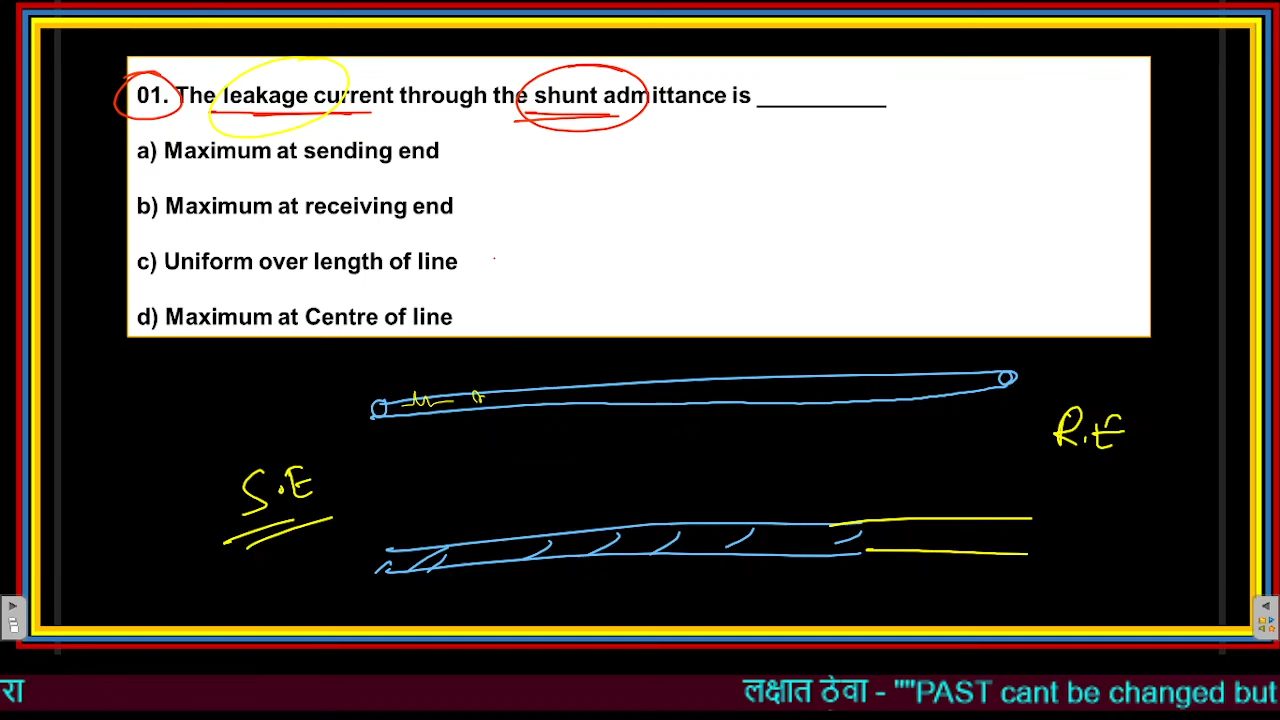 01. The leakage current through the shunt admittance is __________
a) Maximum at sending end
b) Maximum at receiving end
c) Uniform over length of line
d) Maximum at Centre of line
R.E
S.E
रा लक्षात ठेवा - ""PAST cant be changed but